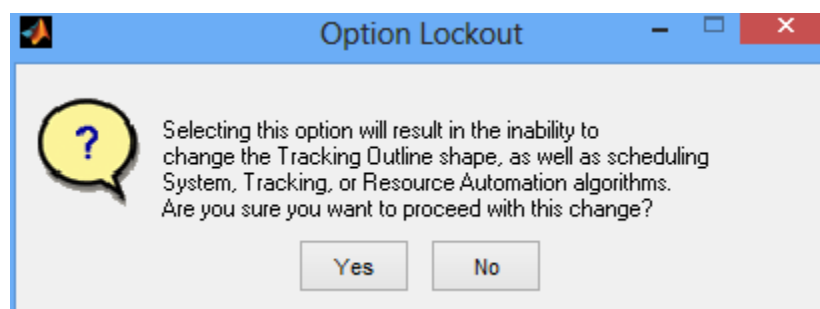 Option Lockout
?
Selecting this option will result in the inability to
change the Tracking Outline shape, as well as scheduling
System, Tracking, or Resource Automation algorithms.
Are you sure you want to proceed with this change?
Yes No